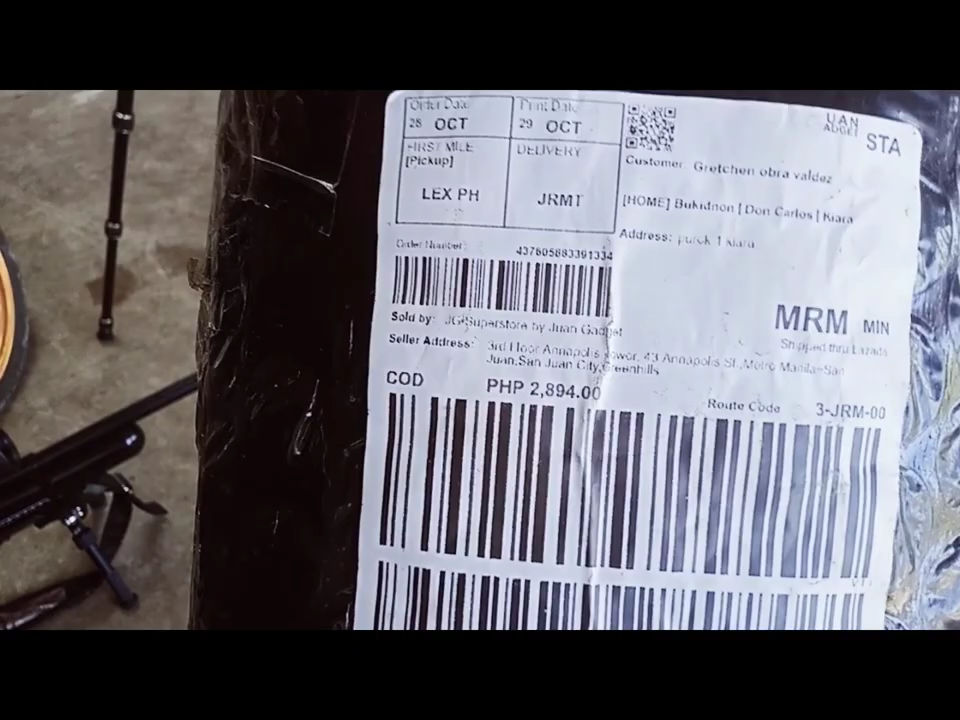 Order Date
28 OCT
Print Date
29 OCT
FIRST MILE
[Pickup]
LEX PH
DELIVERY
JRMT
STA
Customer: Gretchen obra valdez
[HOME] Bukidnon | Don Carlos | Kiara
Address: purok 1 kiara
Order Number:
437605883391334
Sold by: JG Superstore by Juan Gadget
Seller Address: 3rd Floor Annapolis Tower, 43 Annapolis St.,Metro Manila~San
Juan,San Juan City,Greenhills
MRM MIN
Shipped thru Lazada
COD PHP 2,894.00
Route Code 3-JRM-00